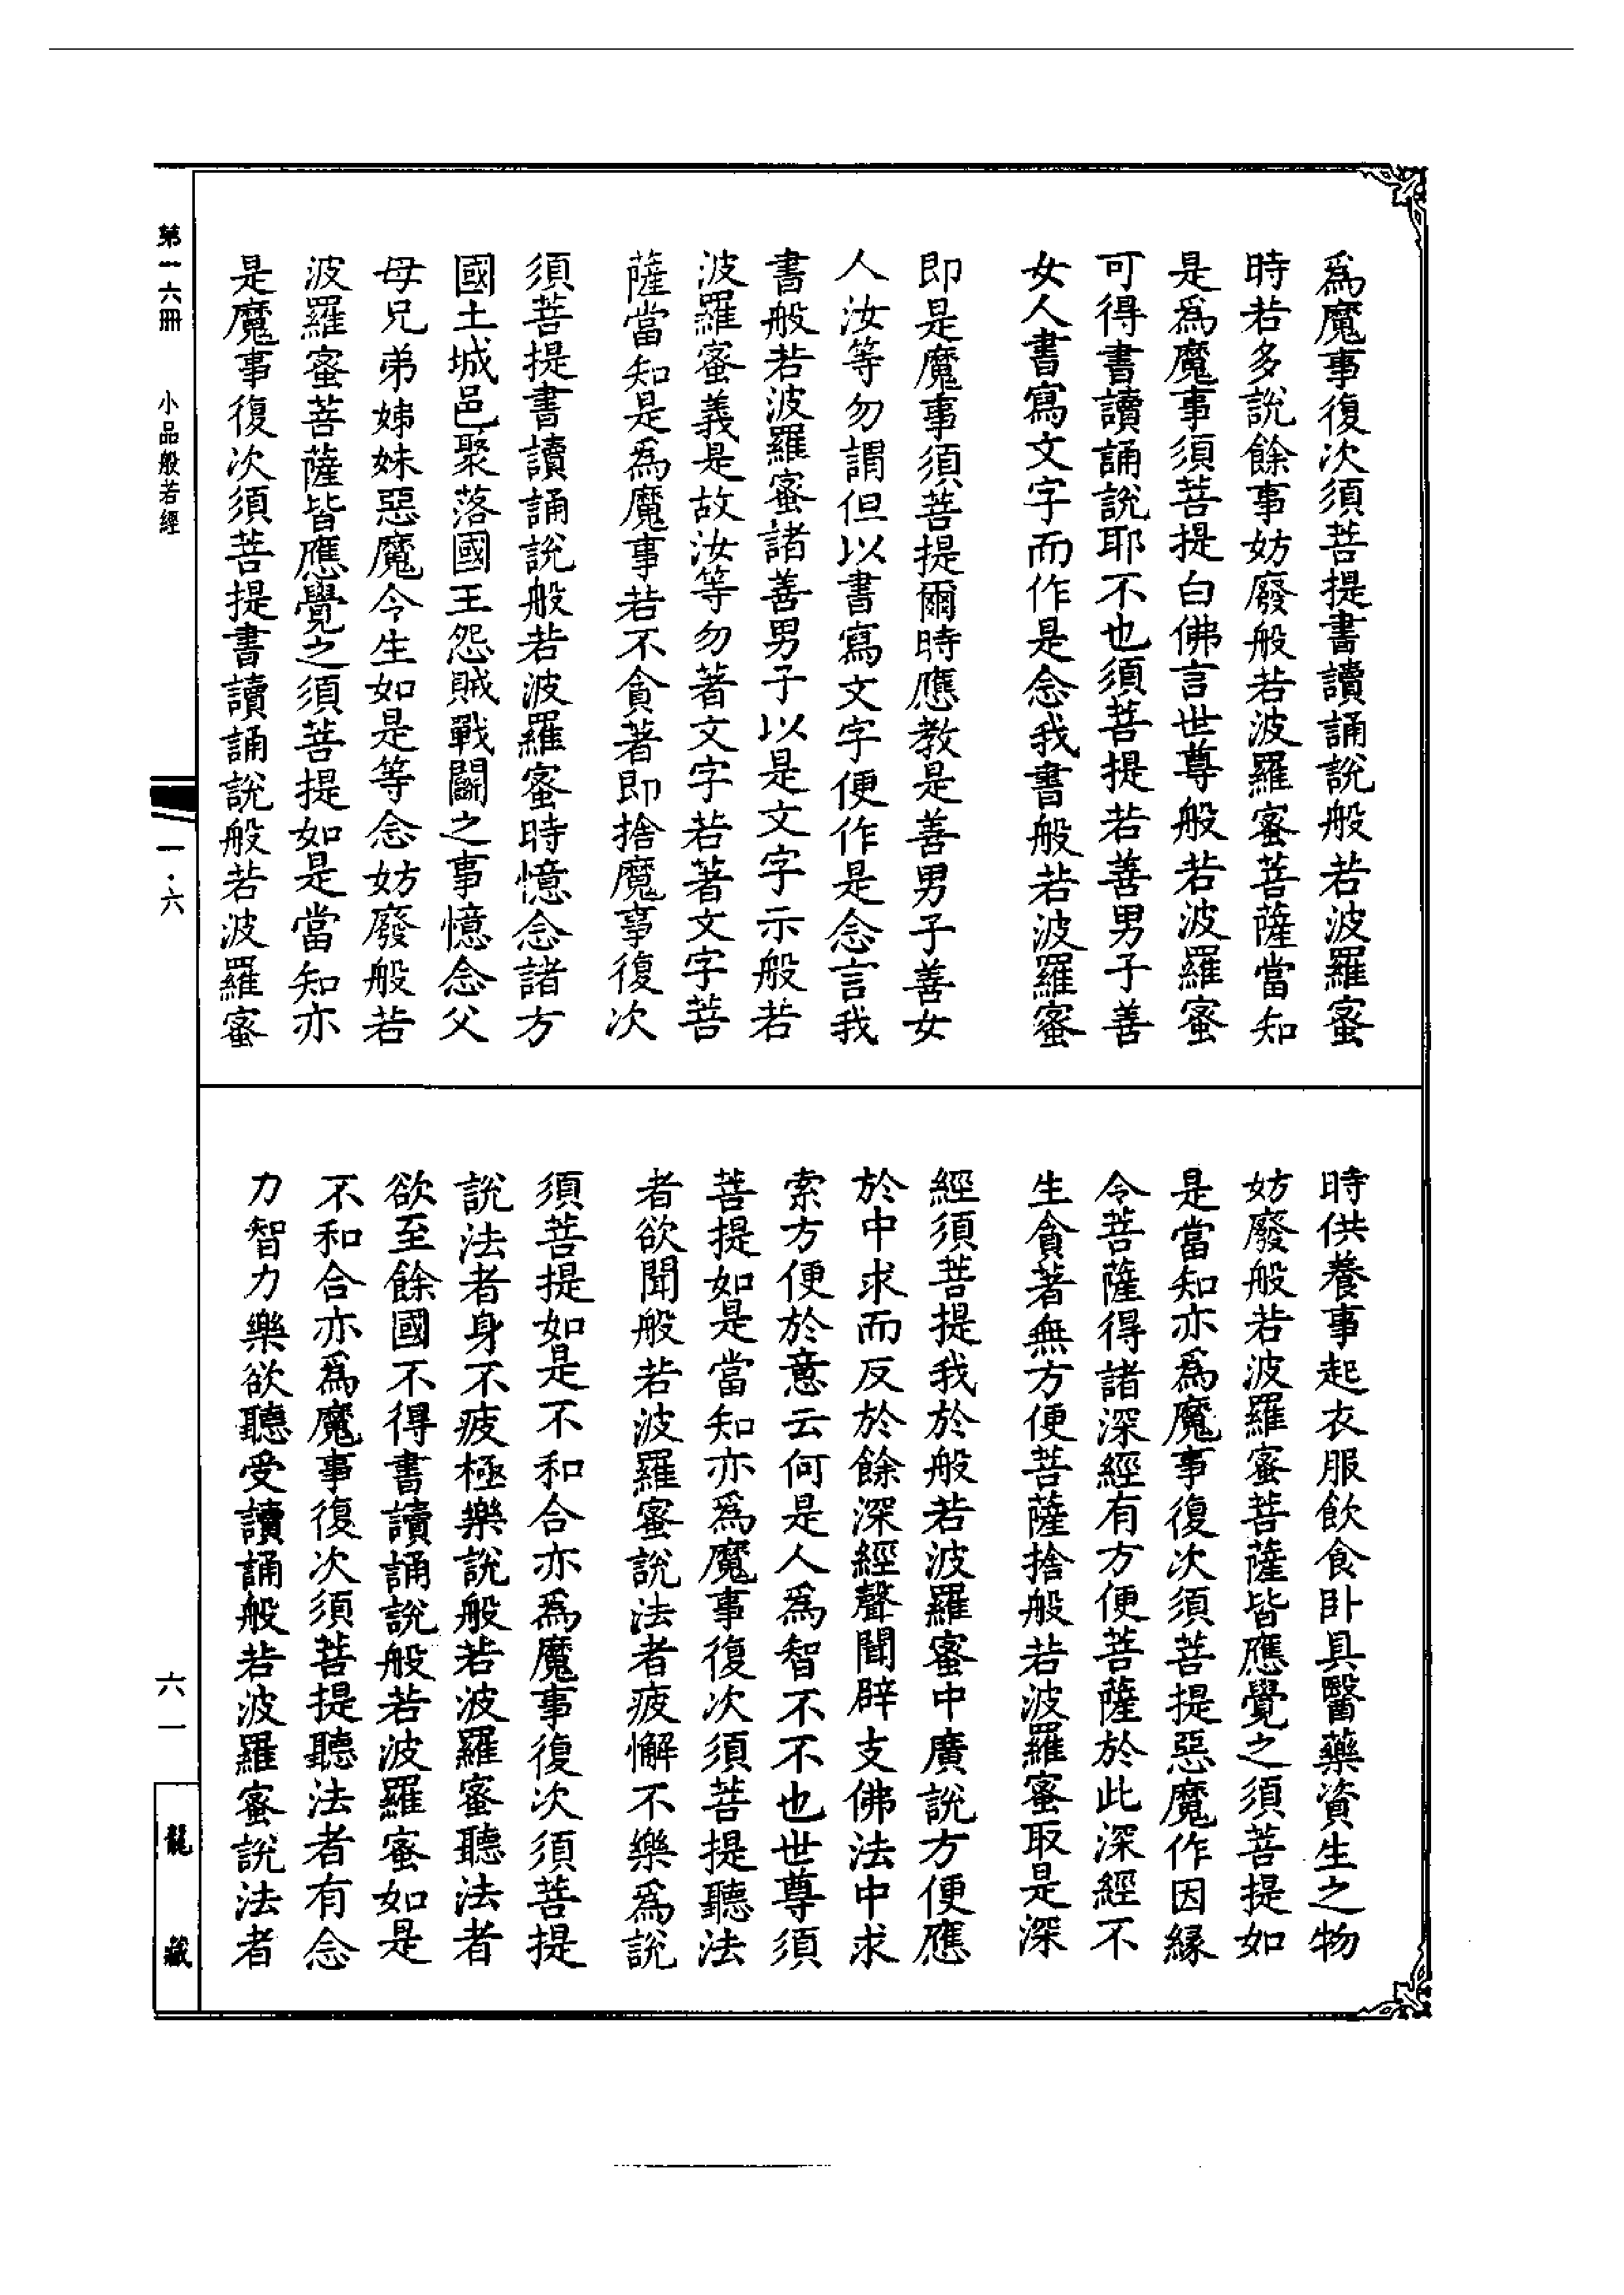 爲魔事復次須菩提書讀誦說般若波羅蜜
時若多說餘事妨廢般若波羅蜜菩薩當知
是爲魔事須菩提白佛言世尊般若波羅蜜
可得書讀誦說耶不也須菩提若善男子善
女人書寫文字而作是念我書般若波羅蜜
即是魔事須菩提爾時應教是善男子善女
人汝等勿謂但以書寫文字便作是念言我
書般若波羅蜜諸善男子以是文字示般若
波羅蜜義是故汝等勿著文字若著文字菩
薩當知是爲魔事若不貪著即捨魔事復次
須菩提書讀誦說般若波羅蜜時憶念諸方
國土城邑聚落國王怨賊戰鬬之事憶念父
母兄弟姊妹惡魔令生如是等念妨廢般若
波羅蜜菩薩皆應覺之須菩提如是當知亦
是魔事復次須菩提書讀誦說般若波羅蜜
時供養事起衣服飲食卧具醫藥資生之物
妨廢般若波羅蜜菩薩皆應覺之須菩提如
是當知亦爲魔事復次須菩提惡魔作因緣
令菩薩得諸深經有方便菩薩於此深經不
生貪著無方便菩薩捨般若波羅蜜取是深
經須菩提我於般若波羅蜜中廣說方便應
於中求而反於餘深經聲聞辟支佛法中求
索方便於意云何是人爲智不不也世尊須
菩提如是當知亦爲魔事復次須菩提聽法
者欲聞般若波羅蜜說法者疲懈不樂爲說
須菩提如是不和合亦爲魔事復次須菩提
說法者身不疲極樂說般若波羅蜜聽法者
欲至餘國不得書讀誦說般若波羅蜜如是
不和合亦爲魔事復次須菩提聽法者有念
力智力樂欲聽受讀誦般若波羅蜜說法者
第一六冊 小品般若經
一·六
六一
龍藏